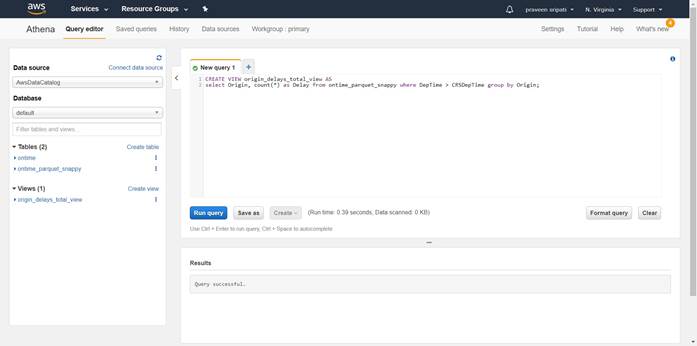 aws
Services
Resource Groups
praveen sripati
N. Virginia
Support
Athena
Query editor
Saved queries
History
Data sources
Workgroup : primary
Settings
Tutorial
Help
What's new
4
Data source
Connect data source
AwsDataCatalog
Database
default
Filter tables and views...
Tables (2)
Create table
ontime
ontime_parquet_snappy
Views (1)
Create view
origin_delays_total_view
New query 1
+
1 CREATE VIEW origin_delays_total_view AS
2 select Origin, count(*) as Delay from ontime_parquet_snappy where DepTime > CRSDepTime group by Origin;
Run query
Save as
Create
(Run time: 0.39 seconds, Data scanned: 0 KB)
Format query
Clear
Use Ctrl + Enter to run query, Ctrl + Space to autocomplete
Results
Query successful.